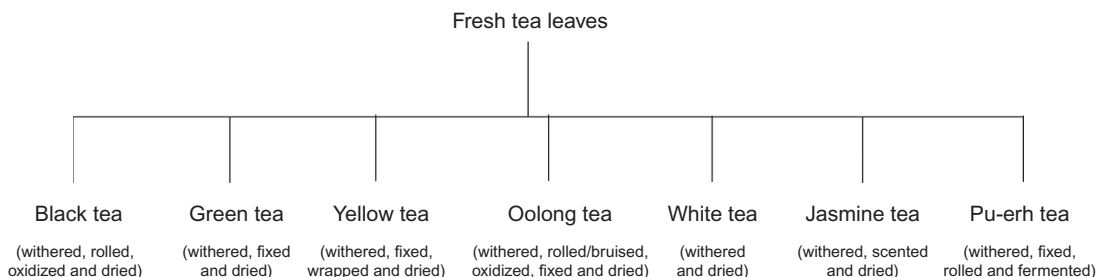 Fresh tea leaves
Black tea
Green tea
Yellow tea
Oolong tea
White tea
Jasmine tea
Pu-erh tea
(withered, rolled,
oxidized and dried)
(withered, fixed
and dried)
(withered, fixed,
wrapped and dried)
(withered, rolled/bruised,
oxidized, fixed and dried)
(withered
and dried)
(withered, scented
and dried)
(withered, fixed,
rolled and fermented)